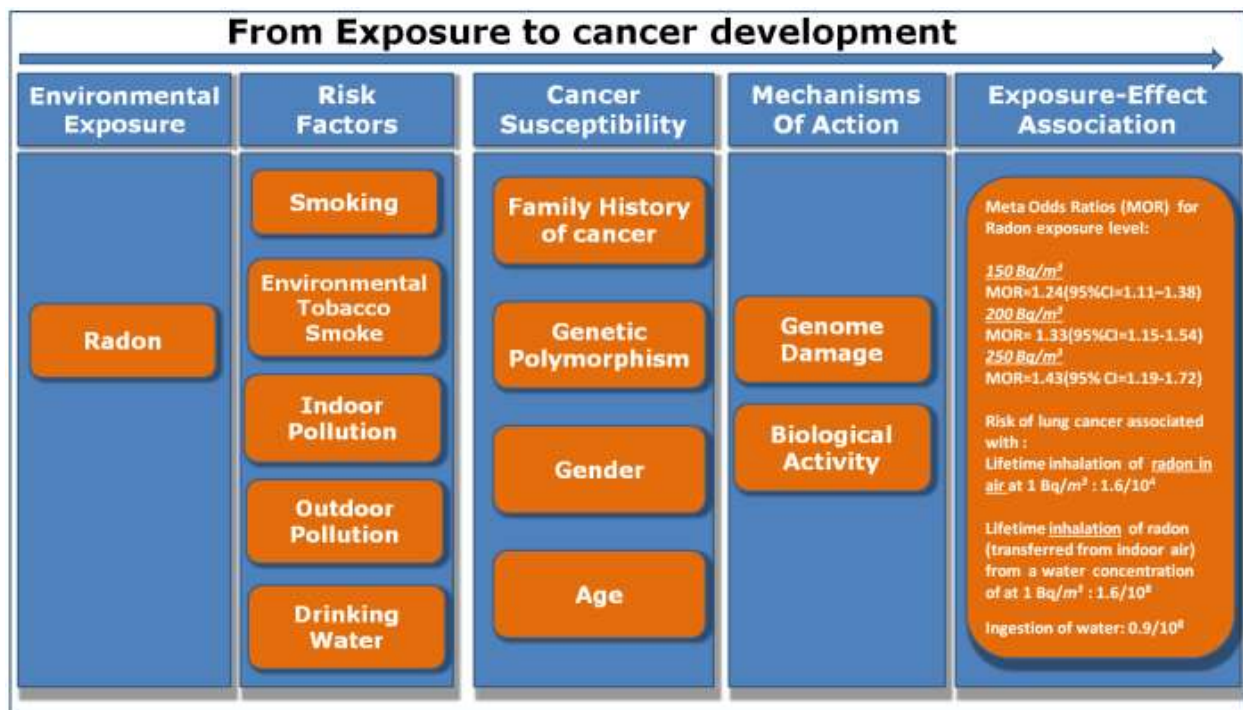 From Exposure to cancer development
Environmental
Exposure
Risk
Factors
Cancer
Susceptibility
Mechanisms
Of Action
Exposure-Effect
Association
Radon
Smoking
Environmental
Tobacco
Smoke
Indoor
Pollution
Outdoor
Pollution
Drinking
Water
Family History
of cancer
Genetic
Polymorphism
Gender
Age
Genome
Damage
Biological
Activity
Meta Odds Ratios (MOR) for
Radon exposure level:
150 Bq/m³
MOR=1.24(95%CI=1.11–1.38)
200 Bq/m³
MOR= 1.33(95%CI=1.15-1.54)
250 Bq/m³
MOR=1.43(95% CI=1.19-1.72)
Risk of lung cancer associated
with :
Lifetime inhalation of radon in
air at 1 Bq/m³ : 1.6/10⁴
Lifetime inhalation of radon
(transferred from indoor air)
from a water concentration
of at 1 Bq/m³ : 1.6/10⁸
Ingestion of water: 0.9/10⁸